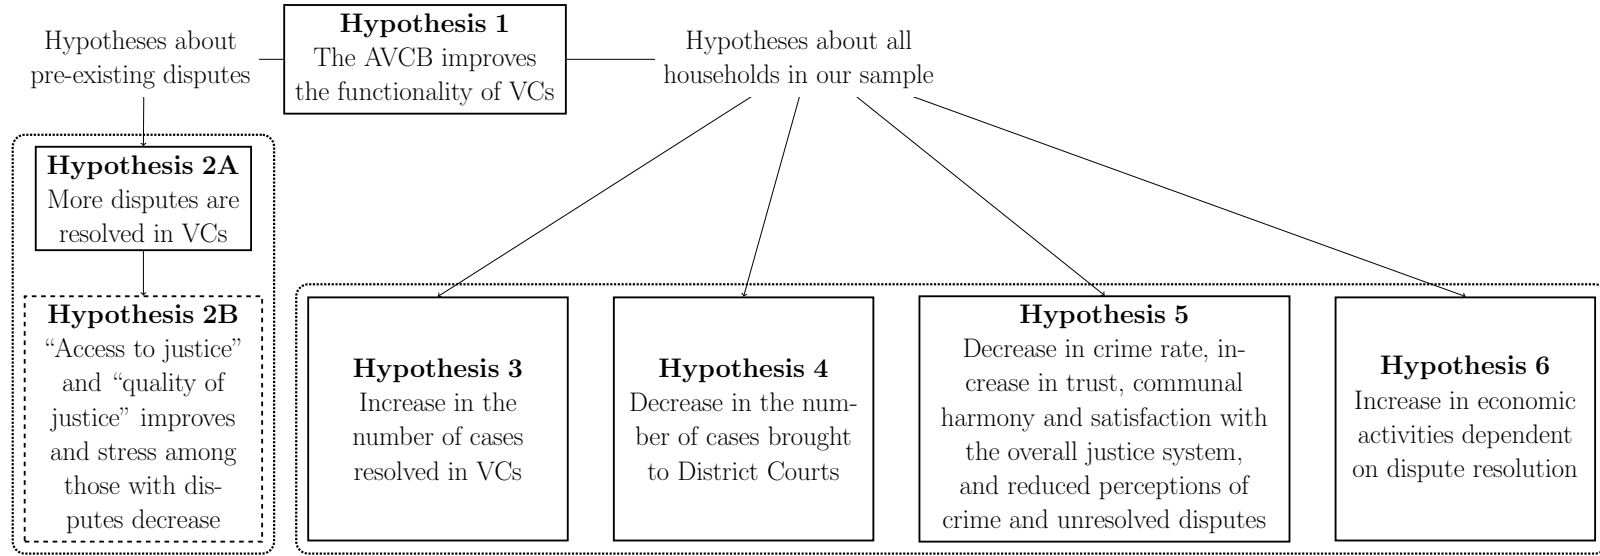 Hypotheses about
pre-existing disputes
Hypothesis 1
The AVCB improves
the functionality of VCs
Hypotheses about all
households in our sample
Hypothesis 2A
More disputes are
resolved in VCs
Hypothesis 2B
“Access to justice”
and “quality of
justice” improves
and stress among
those with dis-
putes decrease
Hypothesis 3
Increase in the
number of cases
resolved in VCs
Hypothesis 4
Decrease in the num-
ber of cases brought
to District Courts
Hypothesis 5
Decrease in crime rate, in-
crease in trust, communal
harmony and satisfaction with
the overall justice system,
and reduced perceptions of
crime and unresolved disputes
Hypothesis 6
Increase in economic
activities dependent
on dispute resolution